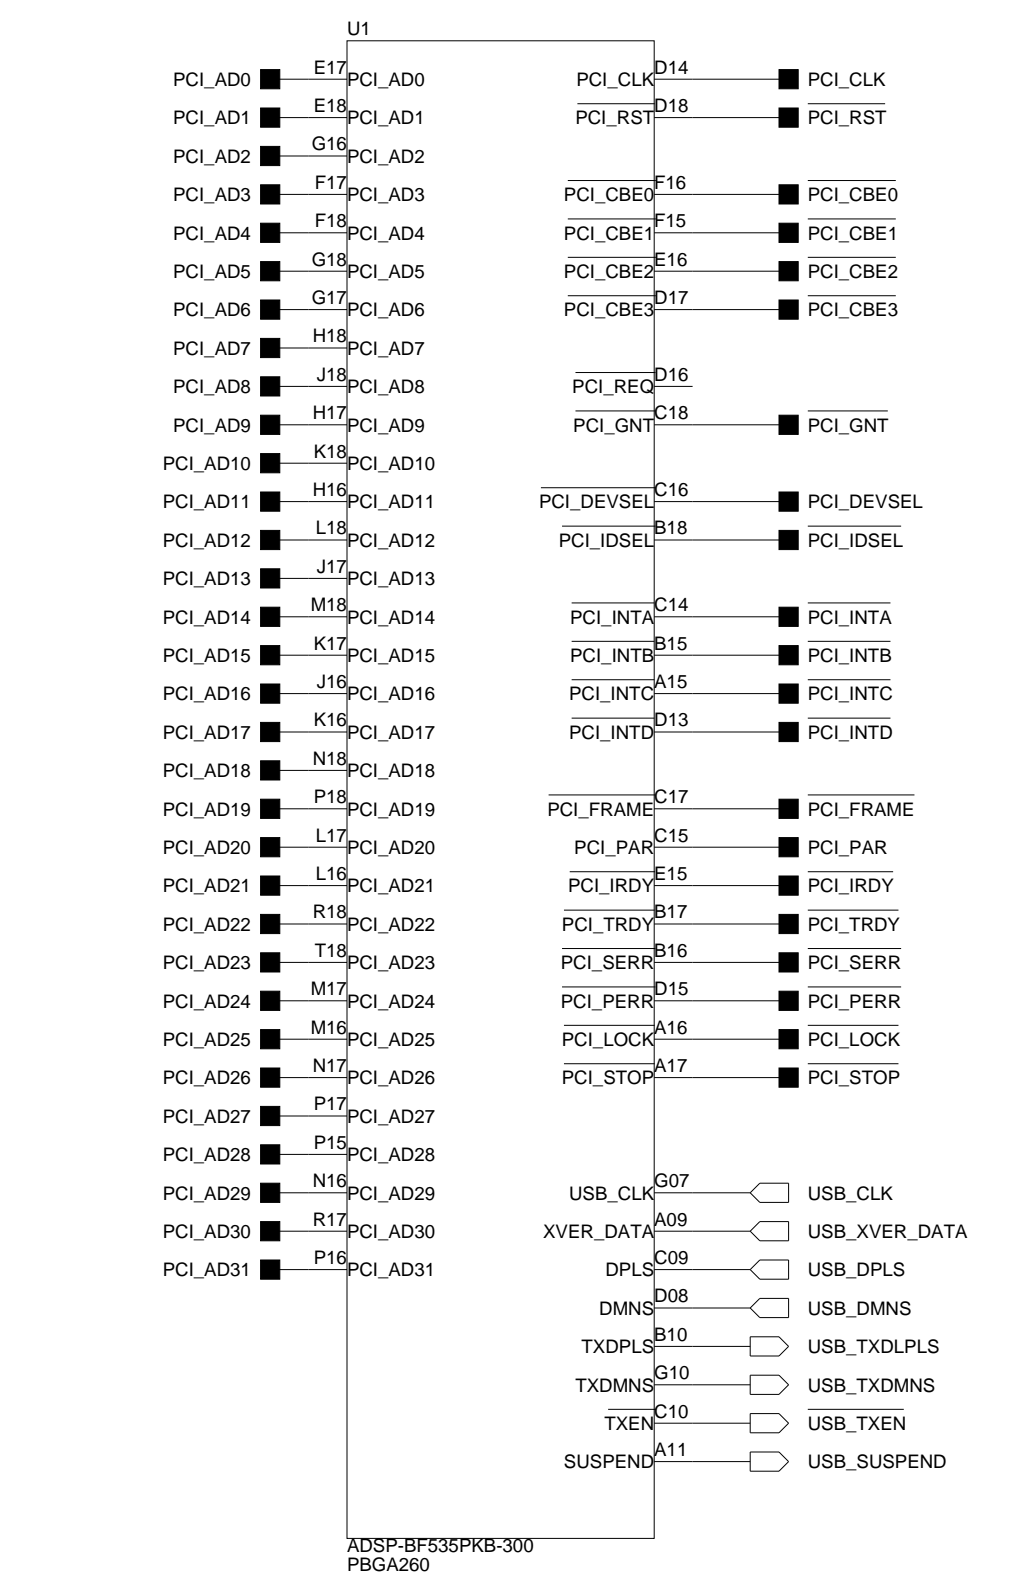 U1
PCI_AD0 E17 PCI_AD0 PCI_CLK D14 PCI_CLK
PCI_AD1 E18 PCI_AD1 PCI_RST D18 PCI_RST
PCI_AD2 G16 PCI_AD2
PCI_AD3 F17 PCI_AD3 PCI_CBE0 F16 PCI_CBE0
PCI_AD4 F18 PCI_AD4 PCI_CBE1 F15 PCI_CBE1
PCI_AD5 G18 PCI_AD5 PCI_CBE2 E16 PCI_CBE2
PCI_AD6 G17 PCI_AD6 PCI_CBE3 D17 PCI_CBE3
PCI_AD7 H18 PCI_AD7
PCI_AD8 J18 PCI_AD8 PCI_REQ D16
PCI_AD9 H17 PCI_AD9 PCI_GNT C18 PCI_GNT
PCI_AD10 K18 PCI_AD10
PCI_AD11 H16 PCI_AD11 PCI_DEVSEL C16 PCI_DEVSEL
PCI_AD12 L18 PCI_AD12 PCI_IDSEL B18 PCI_IDSEL
PCI_AD13 J17 PCI_AD13
PCI_AD14 M18 PCI_AD14 PCI_INTA C14 PCI_INTA
PCI_AD15 K17 PCI_AD15 PCI_INTB B15 PCI_INTB
PCI_AD16 J16 PCI_AD16 PCI_INTC A15 PCI_INTC
PCI_AD17 K16 PCI_AD17 PCI_INTD D13 PCI_INTD
PCI_AD18 N18 PCI_AD18
PCI_AD19 P18 PCI_AD19 PCI_FRAME C17 PCI_FRAME
PCI_AD20 L17 PCI_AD20 PCI_PAR C15 PCI_PAR
PCI_AD21 L16 PCI_AD21 PCI_IRDY E15 PCI_IRDY
PCI_AD22 R18 PCI_AD22 PCI_TRDY B17 PCI_TRDY
PCI_AD23 T18 PCI_AD23 PCI_SERR B16 PCI_SERR
PCI_AD24 M17 PCI_AD24 PCI_PERR D15 PCI_PERR
PCI_AD25 M16 PCI_AD25 PCI_LOCK A16 PCI_LOCK
PCI_AD26 N17 PCI_AD26 PCI_STOP A17 PCI_STOP
PCI_AD27 P17 PCI_AD27
PCI_AD28 P15 PCI_AD28
PCI_AD29 N16 PCI_AD29 USB_CLK G07 USB_CLK
PCI_AD30 R17 PCI_AD30 XVER_DATA A09 USB_XVER_DATA
PCI_AD31 P16 PCI_AD31 DPLS C09 USB_DPLS
DMNS D08 USB_DMNS
TXDPLS B10 USB_TXDLPLS
TXDMNS G10 USB_TXDMNS
TXEN C10 USB_TXEN
SUSPEND A11 USB_SUSPEND
ADSP-BF535PKB-300
PBGA260